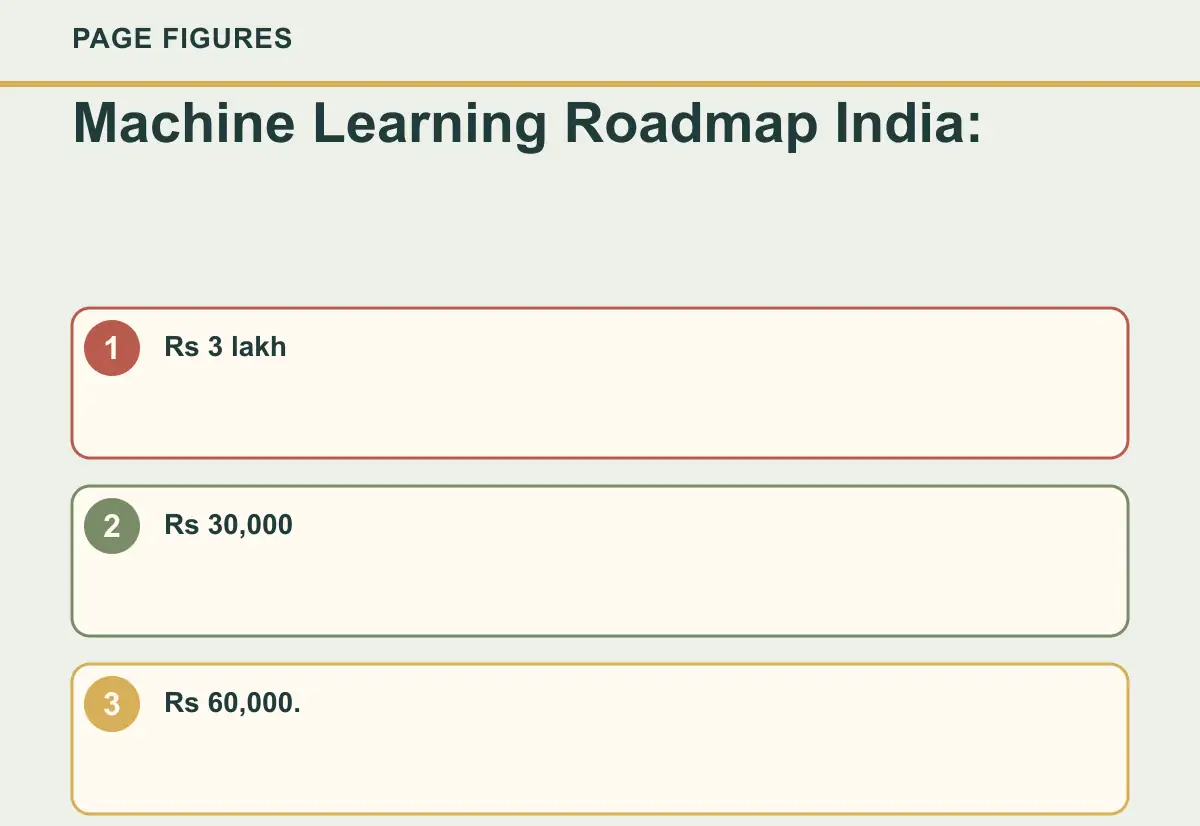 PAGE FIGURES
Machine Learning Roadmap India:
1
Rs 3 lakh
2
Rs 30,000
3
Rs 60,000.